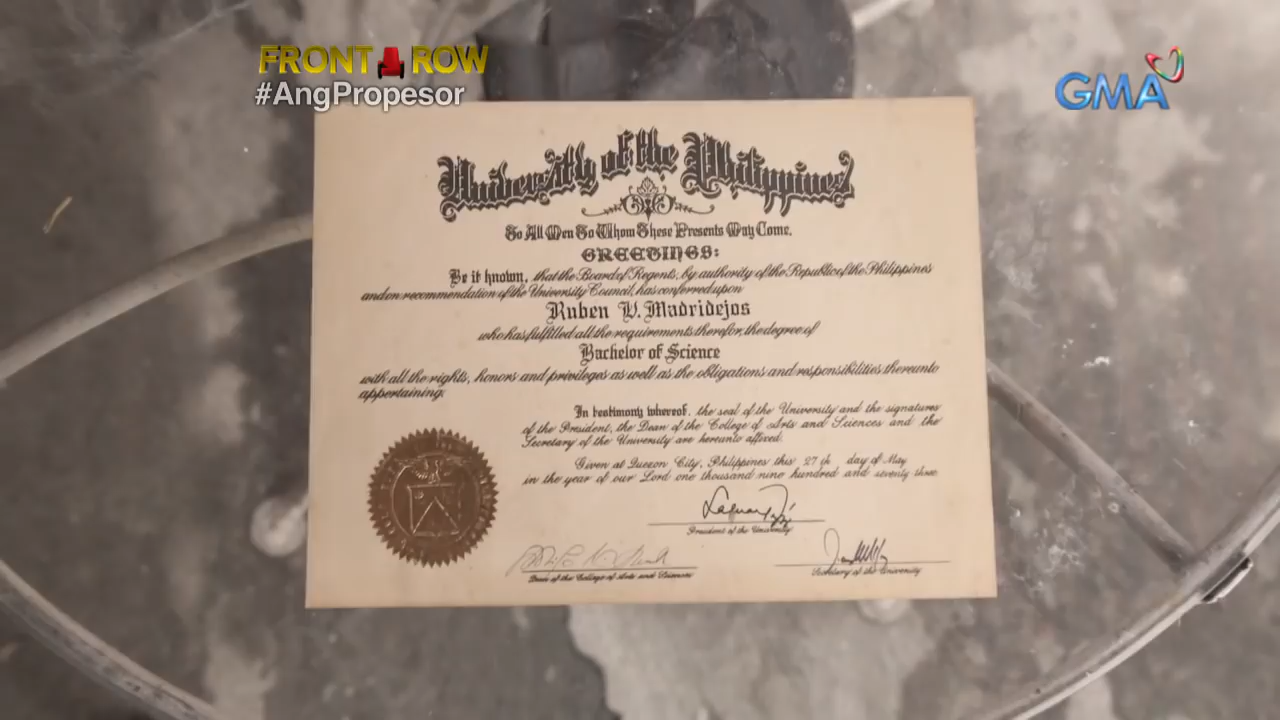 FRONT ROW
#AngPropesor
GMA
University of the Philippines
To All Men To Whom These Presents May Come,
GREETINGS:
Be it known, that the Board of Regents, by authority of the Republic of the Philippines
and on recommendation of the University Council, has conferred upon
Ruben V. Madridejos
who has fulfilled all the requirements therefor, the degree of
Bachelor of Science
with all the rights, honors and privileges as well as the obligations and responsibilities thereunto
appertaining.
In testimony whereof, the seal of the University and the signatures
of the President, the Dean of the College of Arts and Sciences and the
Secretary of the University are hereunto affixed.
Given at Quezon City, Philippines this 27 th day of May
in the year of our Lord one thousand nine hundred and seventy three
President of the University
Dean of the College of Arts and Sciences
Secretary of the University